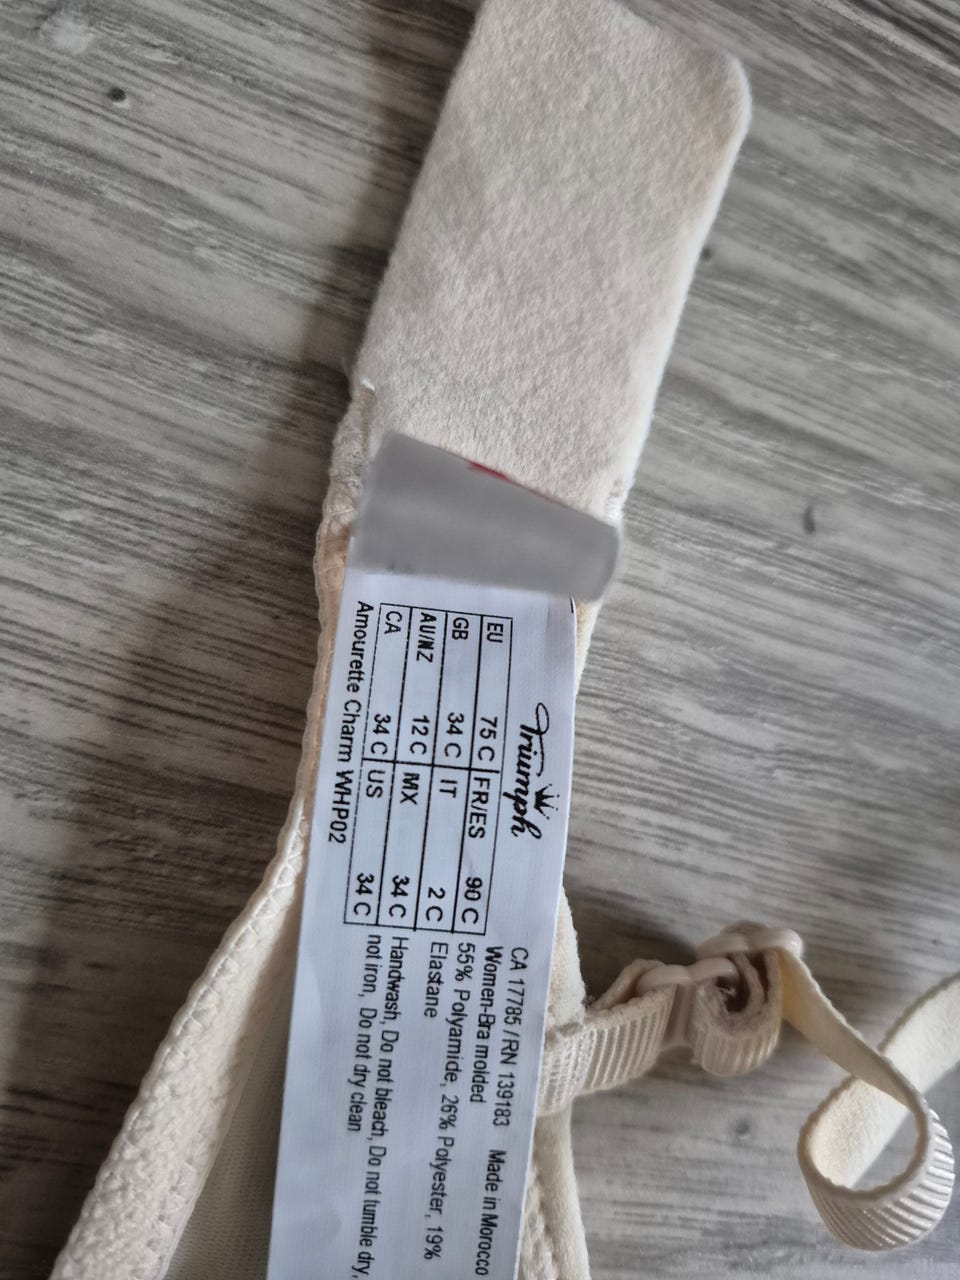 Triumph
EU 75 C FR/ES 90 C
GB 34 C IT 2 C
AU/NZ 12 C MX 34 C
CA 34 C US 34 C
Amourette Charm WHP02
CA 17785 / RN 139183 Made in Morocco
Women-Bra molded
55% Polyamide, 26% Polyester, 19%
Elastane
Handwash, Do not bleach, Do not tumble dry,
not iron, Do not dry clean